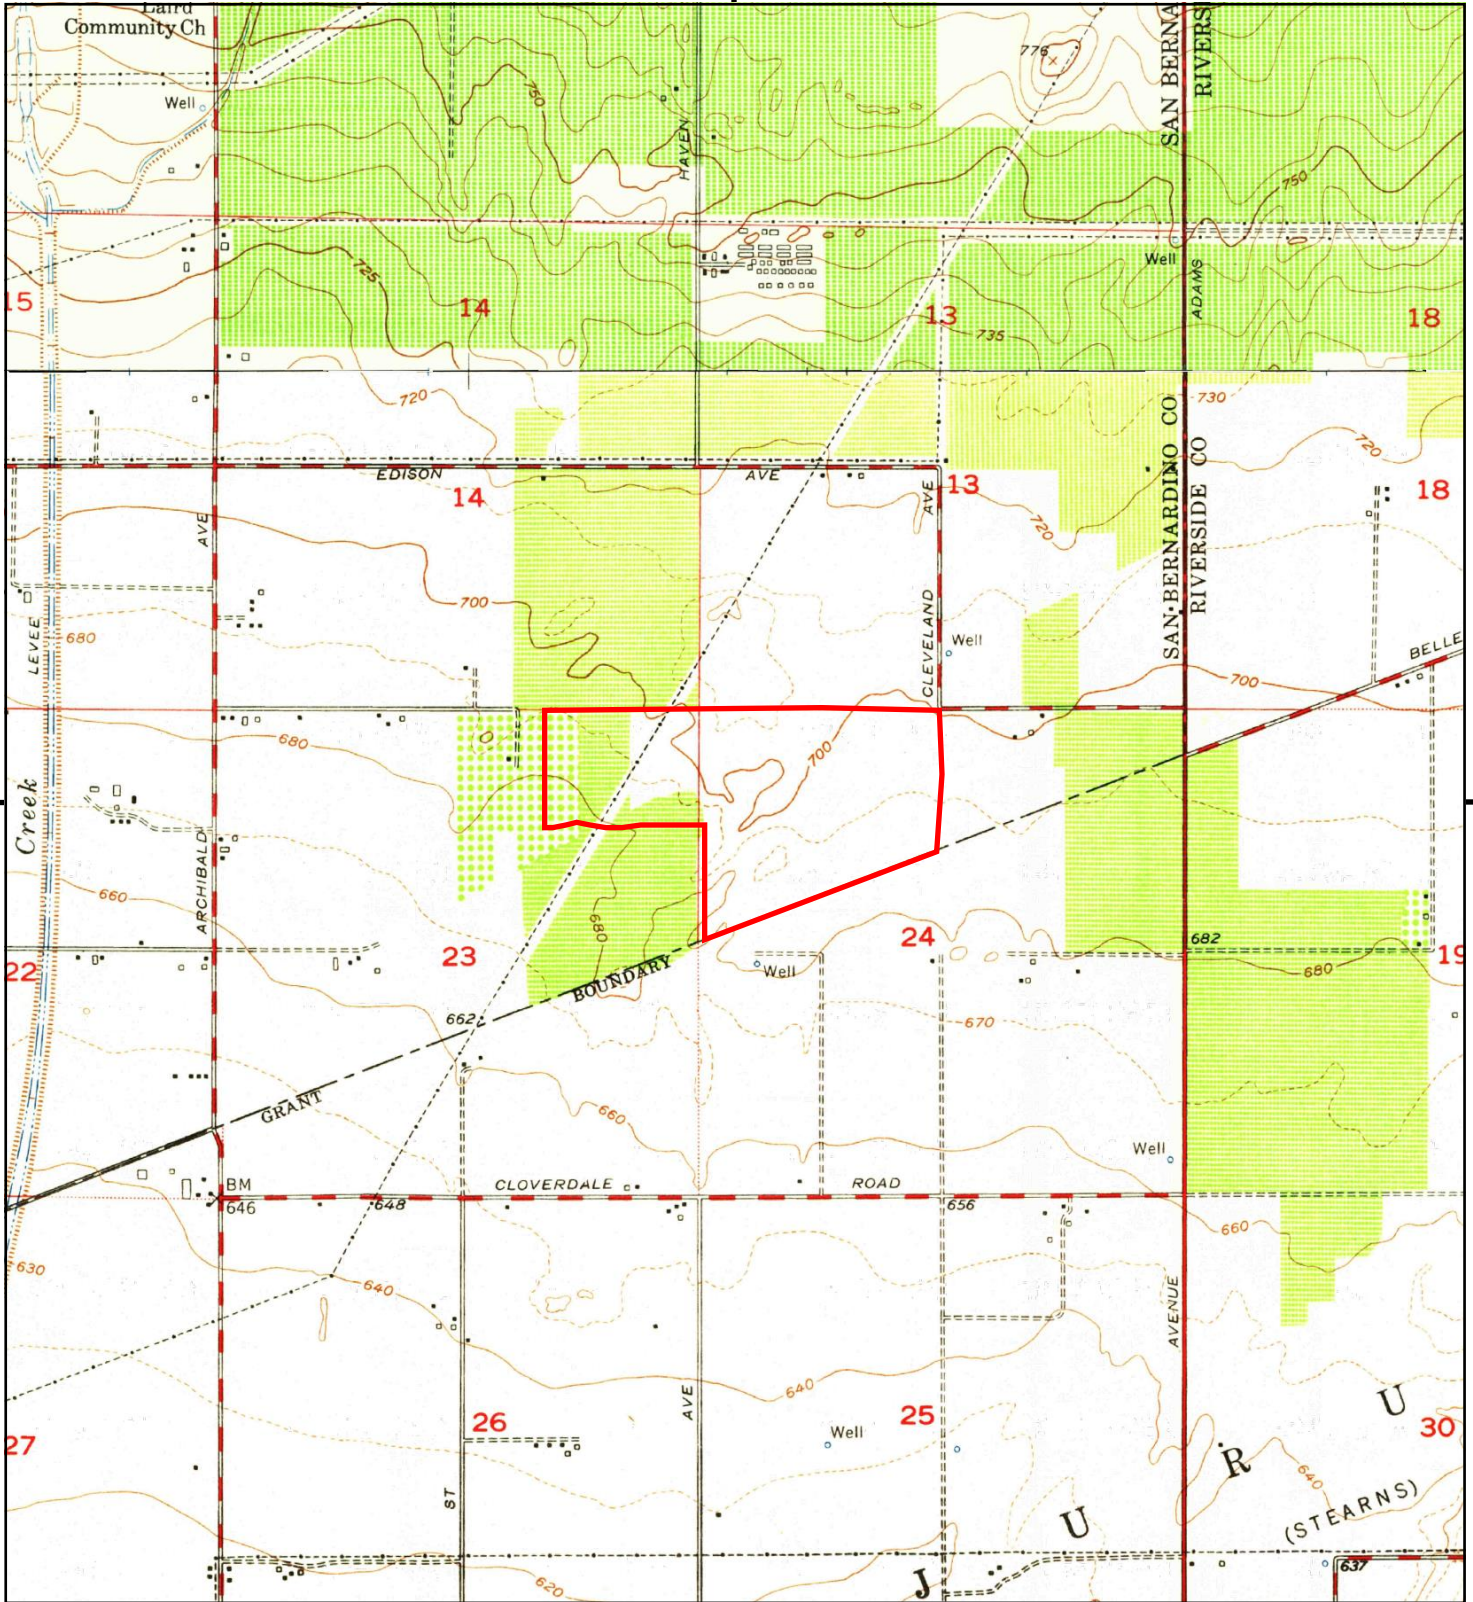 Laird
Community Ch
776
SAN BERNA
RIVERSI
Well
750
HAVEN
750
725
Well
ADAMS
15
14
13
18
735
720
730
SAN BERNARDINO CO
RIVERSIDE CO
720
EDISON
AVE
14
AVE
13
18
AVE
720
700
CLEVELAND
LEVEE
680
Well
BELLE
700
680
700
Creek
ARCHIBALD
660
680
23
24
682
22
Well
BOUNDARY
680
19
662
670
GRANT
660
Well
BM
CLOVERDALE
ROAD
646
648
656
660
630
640
AVENUE
640
AVE
U
26
25
30
27
Well
R
640
ST
(STEARNS)
U
637
620
J